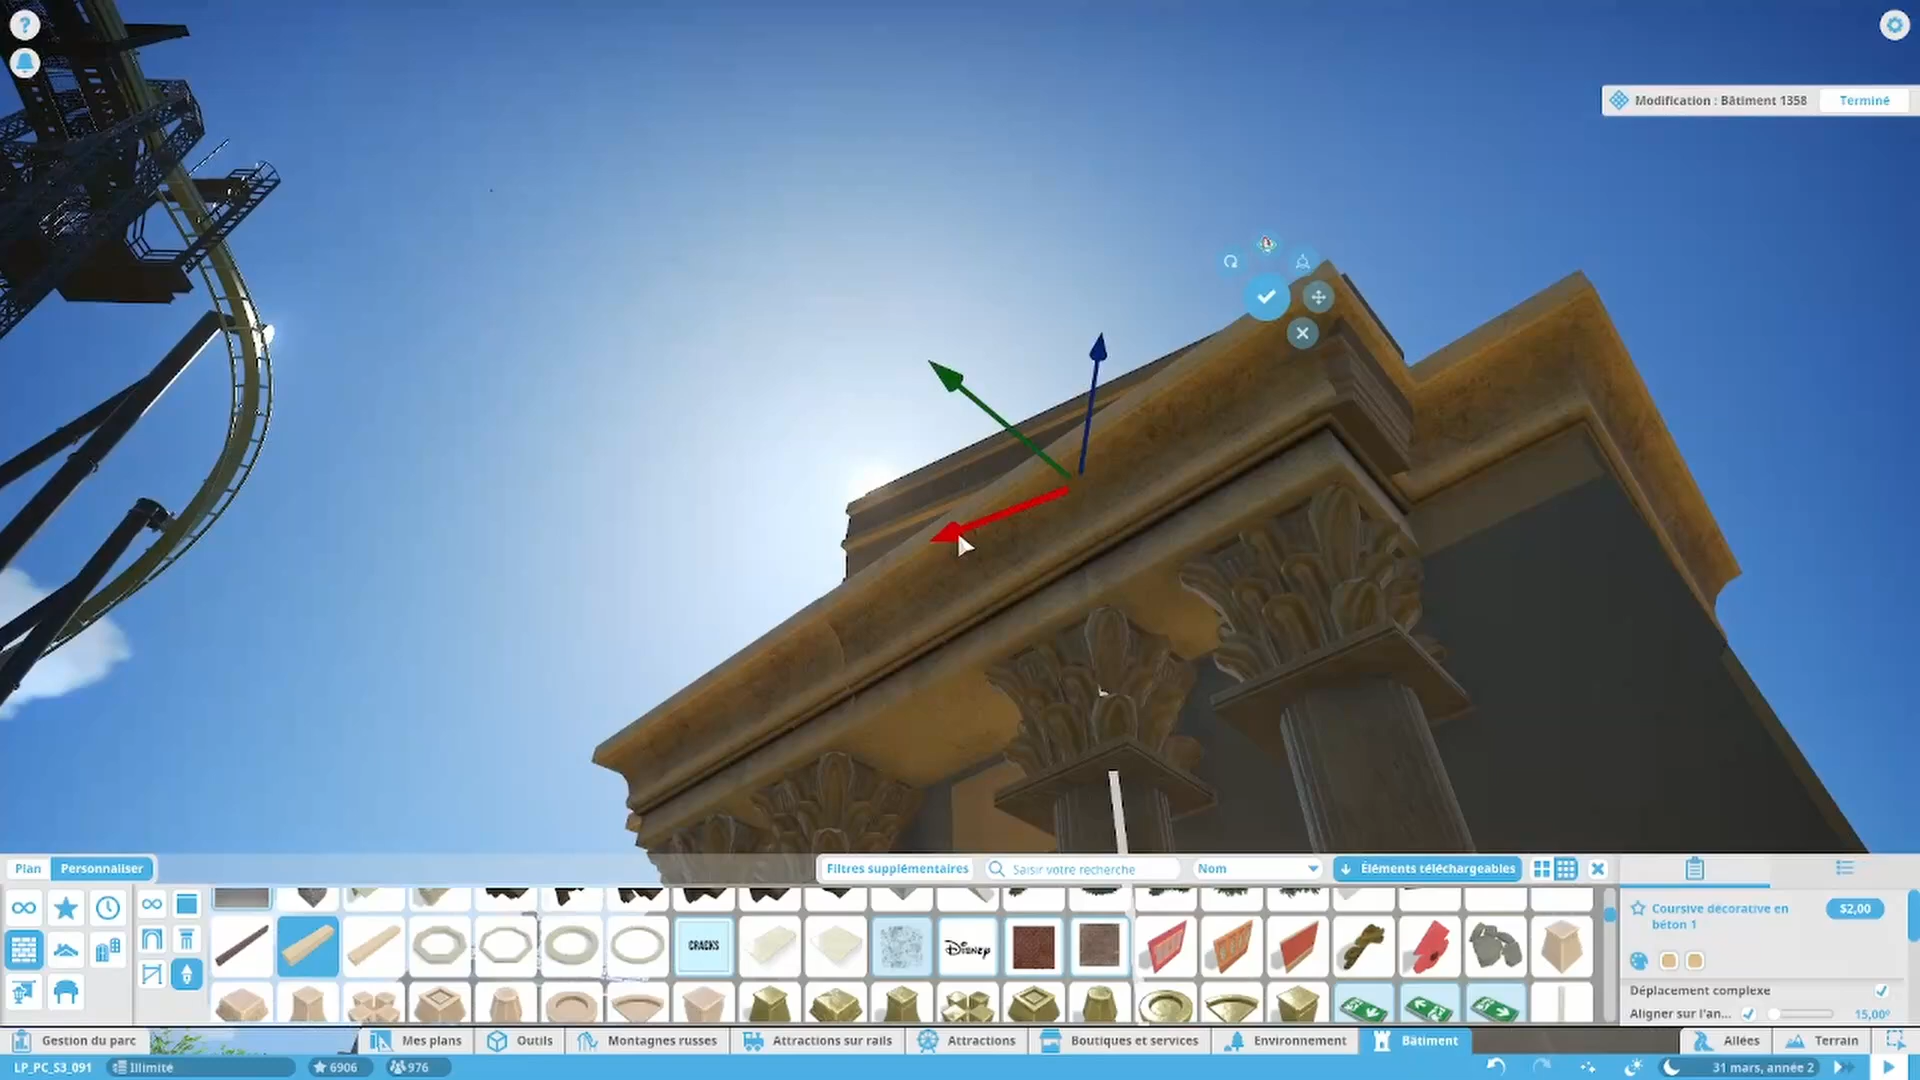 ?
Modification : Bâtiment 1358
Terminé
Plan
Personnaliser
Filtres supplémentaires
Saisir votre recherche
Nom
Éléments téléchargeables
CRACKS
Disney
Coursive décorative en
béton 1
$2,00
Déplacement complexe
Aligner sur l'an...
15,00º
Gestion du parc
Mes plans
Outils
Montagnes russes
Attractions sur rails
Attractions
Boutiques et services
Environnement
Bâtiment
Allées
Terrain
LP_PC_S3_091
Illimité
6906
976
31 mars, année 2